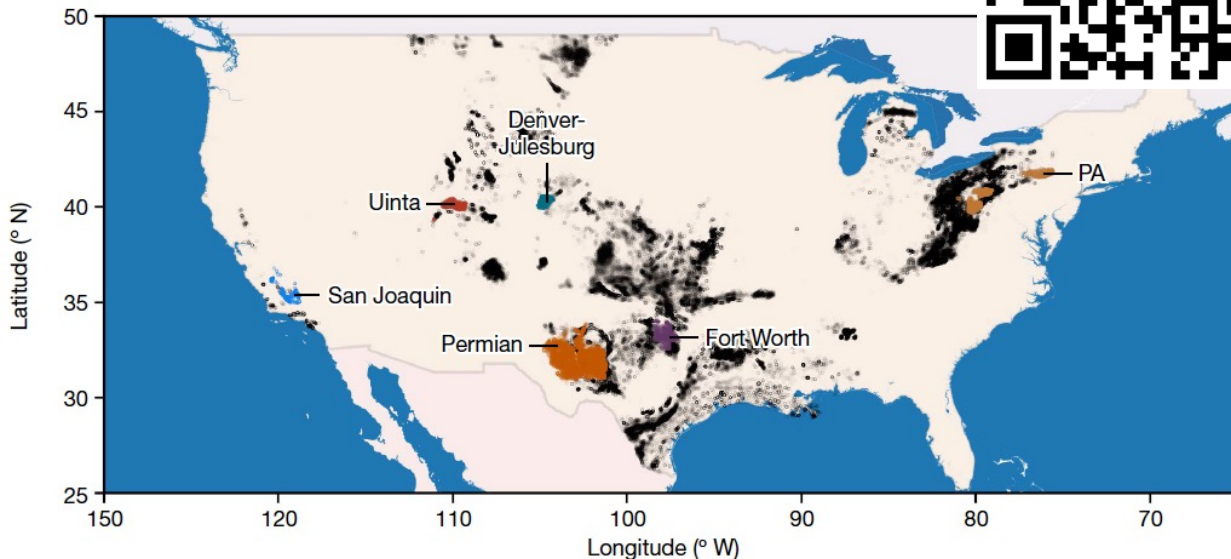 50
45
40
35
30
25
Latitude (° N)
Denver-
Julesburg
Uinta
PA
San Joaquin
Permian
Fort Worth
150
120
110
100
90
80
70
Longitude (° W)